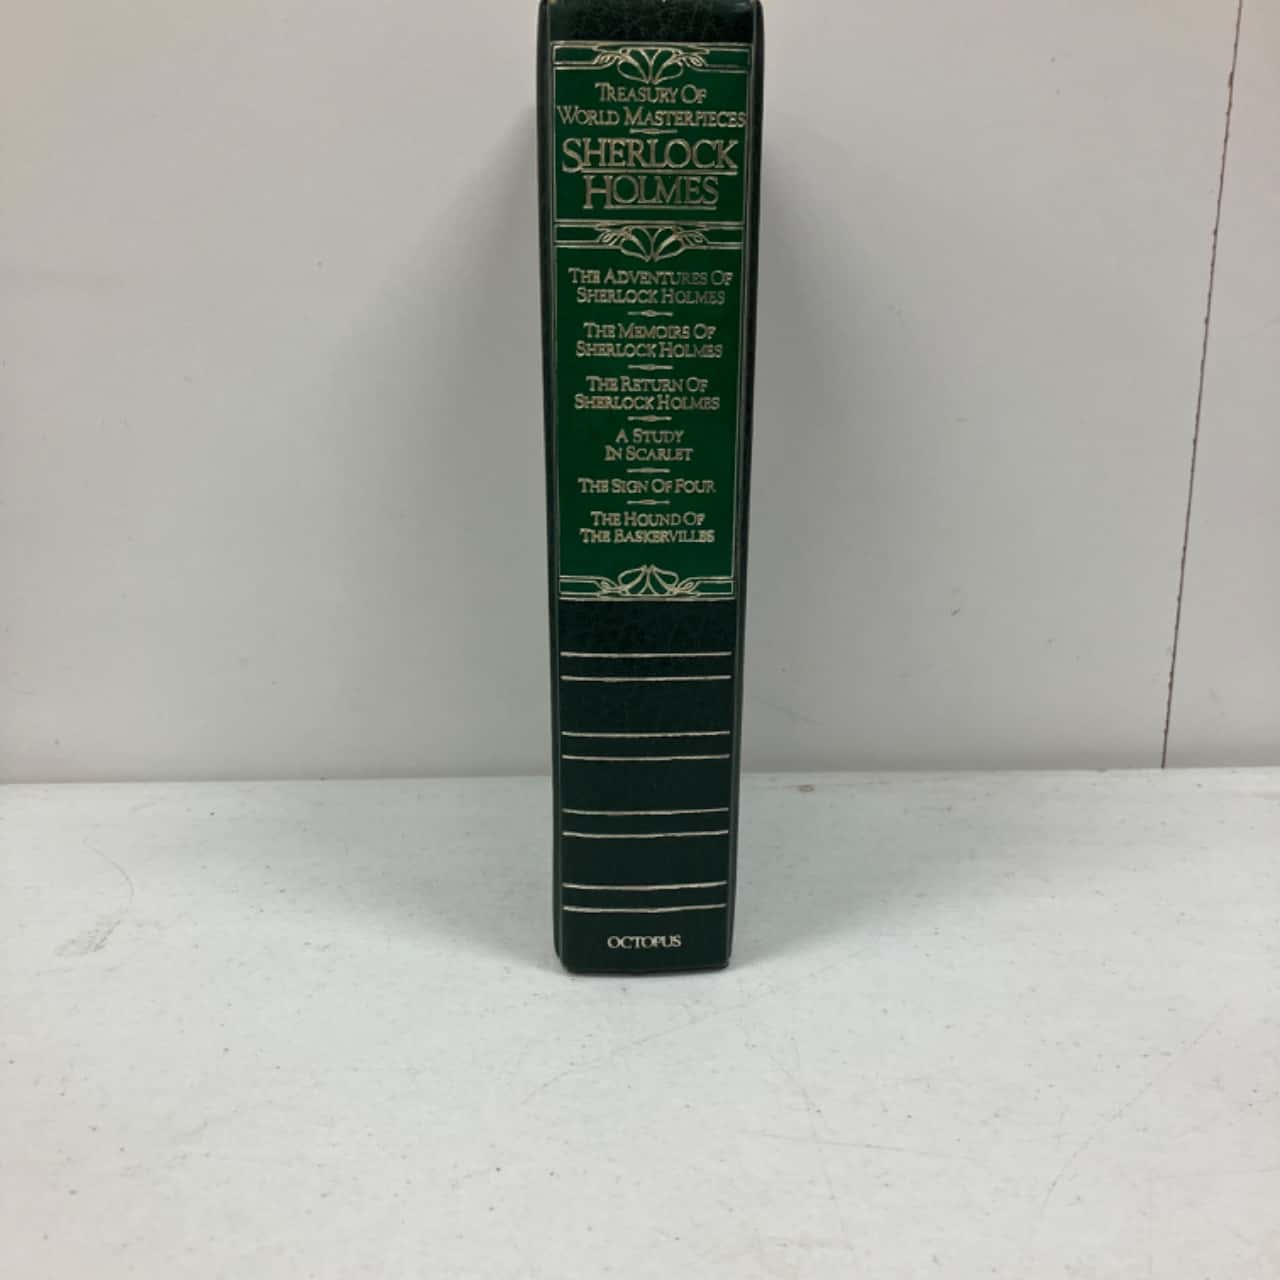 TREASURY OF
WORLD MASTERPIECES
SHERLOCK
HOLMES
THE ADVENTURES OF
SHERLOCK HOLMES
THE MEMOIRS OF
SHERLOCK HOLMES
THE RETURN OF
SHERLOCK HOLMES
A STUDY
IN SCARLET
THE SIGN OF FOUR
THE HOUND OF
THE BASKERVILLES
OCTOPUS